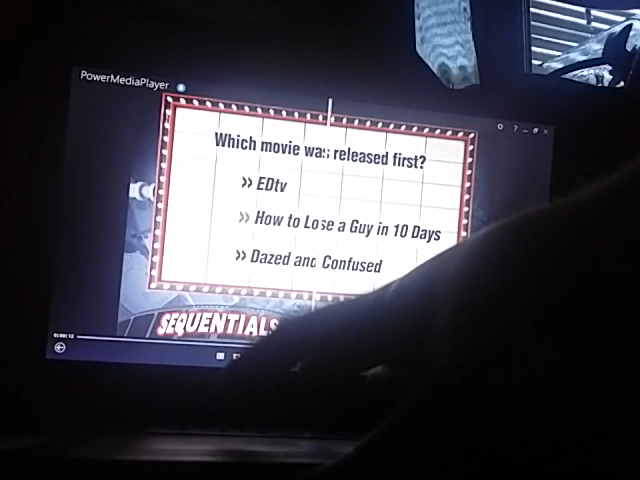 PowerMediaPlayer
Which movie was released first?
>> EDtv
>> How to Lose a Guy in 10 Days
>> Dazed and Confused
SEQUENTIALS